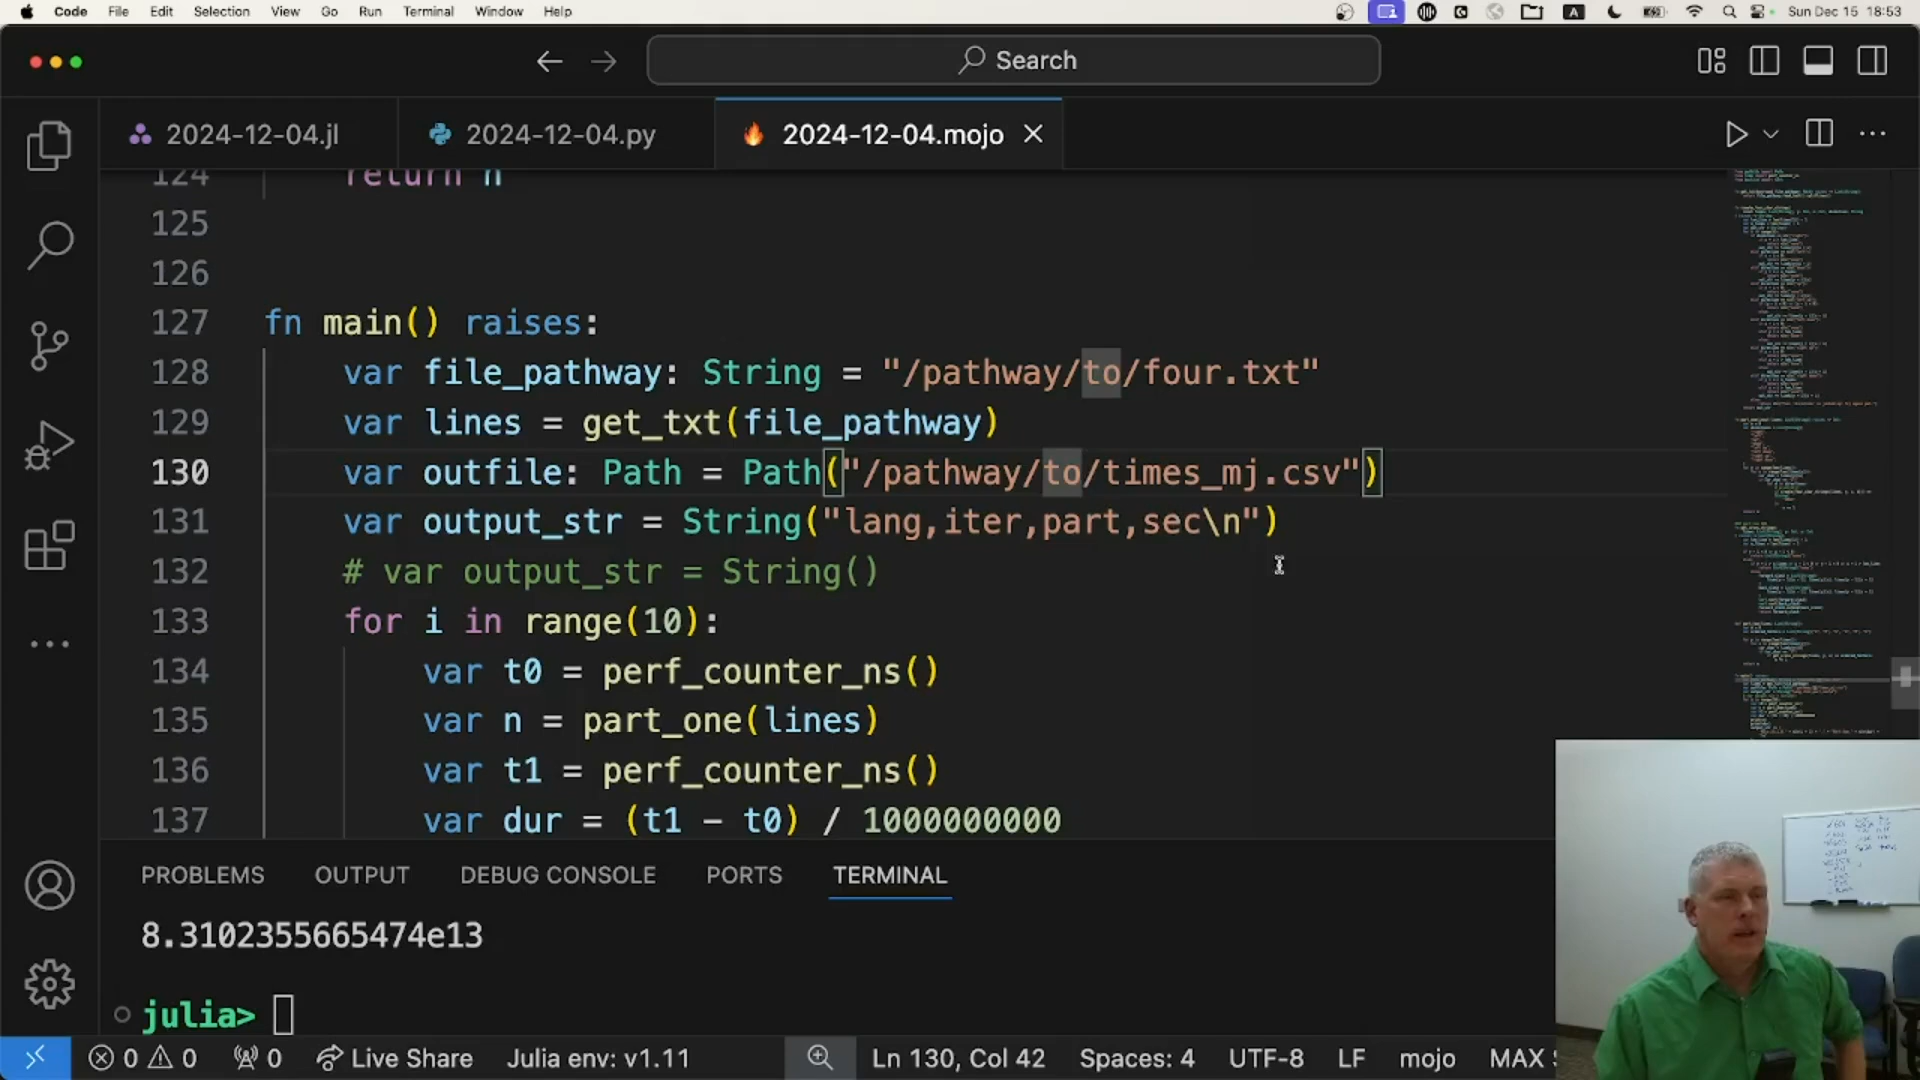 Code File Edit Selection View Go Run Terminal Window Help A Sun Dec 15 18:53
Search
2024-12-04.jl 2024-12-04.py 2024-12-04.mojo
124 return n
125
126
127 fn main() raises:
128 var file_pathway: String = "/pathway/to/four.txt"
129 var lines = get_txt(file_pathway)
130 var outfile: Path = Path("/pathway/to/times_mj.csv")
131 var output_str = String("lang,iter,part,sec\n")
132 # var output_str = String()
133 for i in range(10):
134 var t0 = perf_counter_ns()
135 var n = part_one(lines)
136 var t1 = perf_counter_ns()
137 var dur = (t1 - t0) / 1000000000
PROBLEMS OUTPUT DEBUG CONSOLE PORTS TERMINAL
8.3102355665474e13
julia>
0 0 0 Live Share Julia env: v1.11 Ln 130, Col 42 Spaces: 4 UTF-8 LF mojo MAX